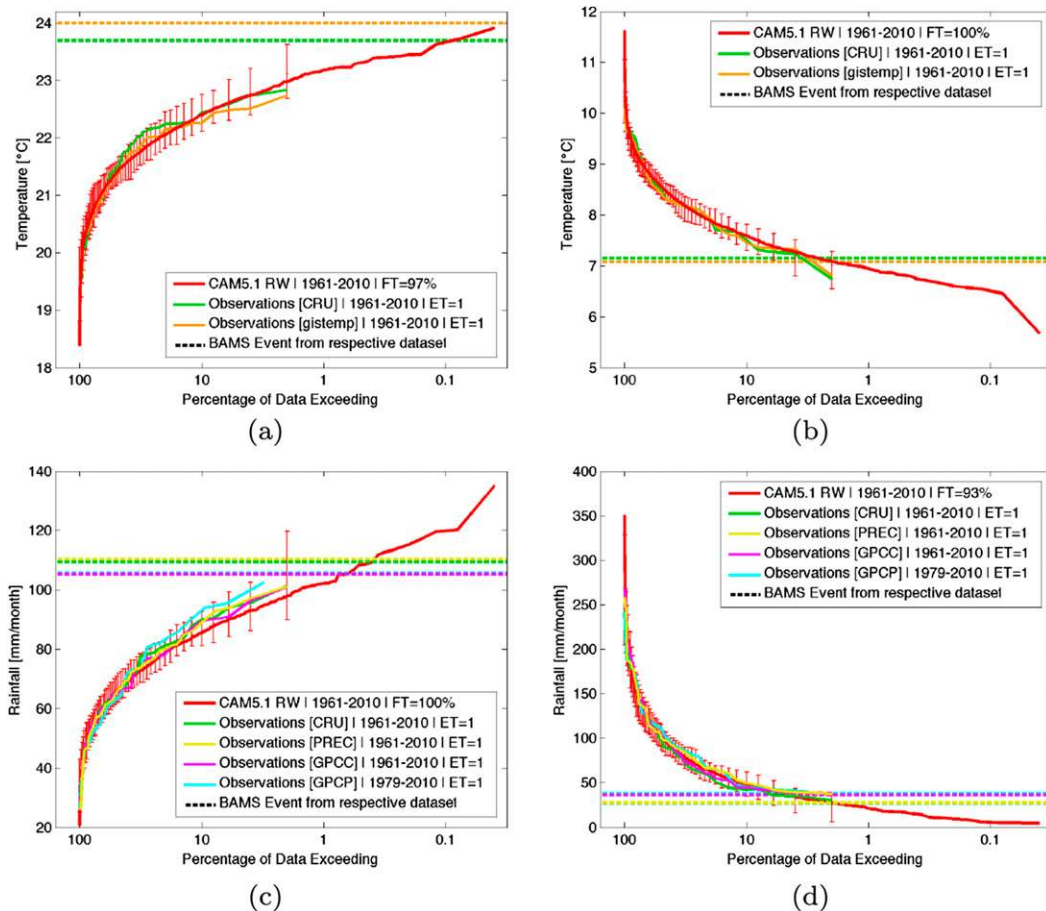 24
23
22
21
20
19
18
Temperature [°C]
CAM5.1 RW | 1961-2010 | FT=97%
Observations [CRU] | 1961-2010 | ET=1
Observations [gistemp] | 1961-2010 | ET=1
BAMS Event from respective dataset
100 10 1 0.1
Percentage of Data Exceeding
(a)
12
11
10
9
8
7
6
5
Temperature [°C]
CAM5.1 RW | 1961-2010 | FT=100%
Observations [CRU] | 1961-2010 | ET=1
Observations [gistemp] | 1961-2010 | ET=1
BAMS Event from respective dataset
100 10 1 0.1
Percentage of Data Exceeding
(b)
140
120
100
80
60
40
20
Rainfall [mm/month]
CAM5.1 RW | 1961-2010 | FT=100%
Observations [CRU] | 1961-2010 | ET=1
Observations [PREC] | 1961-2010 | ET=1
Observations [GPCC] | 1961-2010 | ET=1
Observations [GPCP] | 1979-2010 | ET=1
BAMS Event from respective dataset
100 10 1 0.1
Percentage of Data Exceeding
(c)
400
350
300
250
200
150
100
50
0
Rainfall [mm/month]
CAM5.1 RW | 1961-2010 | FT=93%
Observations [CRU] | 1961-2010 | ET=1
Observations [PREC] | 1961-2010 | ET=1
Observations [GPCC] | 1961-2010 | ET=1
Observations [GPCP] | 1979-2010 | ET=1
BAMS Event from respective dataset
100 10 1 0.1
Percentage of Data Exceeding
(d)